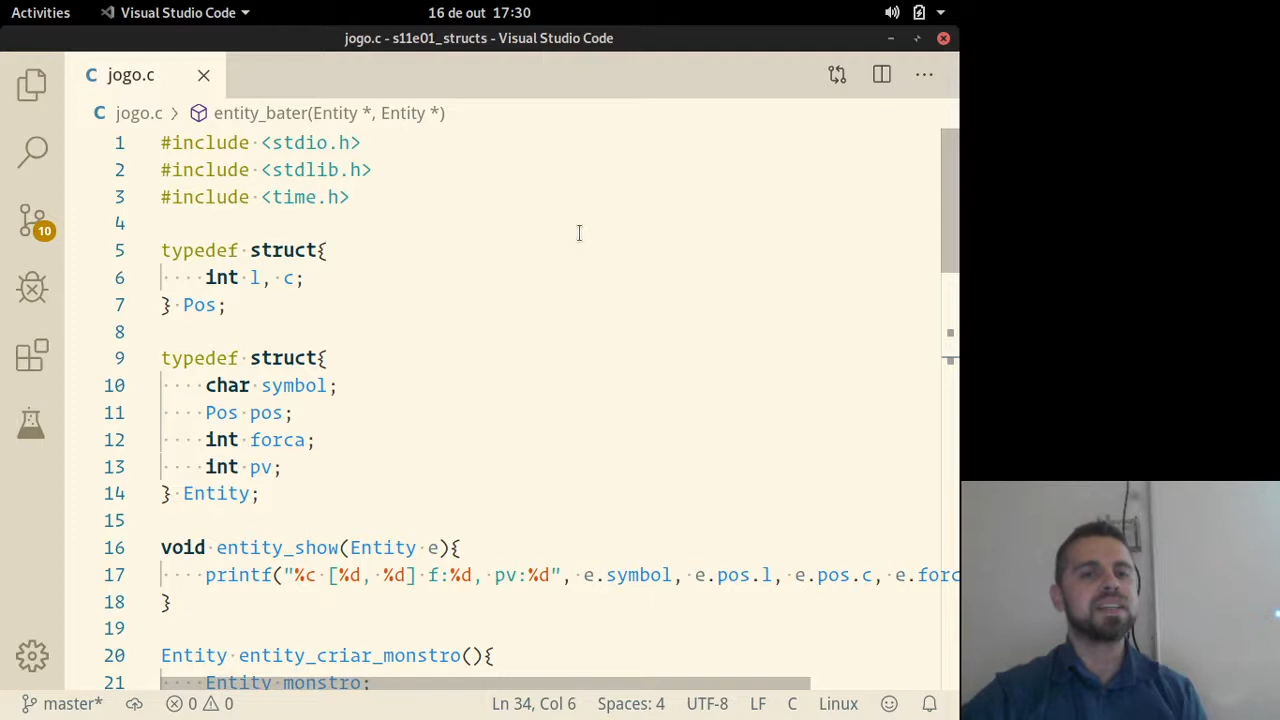 Activities Visual Studio Code 16 de out 17:30
jogo.c - s11e01_structs - Visual Studio Code
C jogo.c
C jogo.c > entity_bater(Entity *, Entity *)
1 #include <stdio.h>
2 #include <stdlib.h>
3 #include <time.h>
4
5 typedef struct{
6 int l, c;
7 } Pos;
8
9 typedef struct{
10 char symbol;
11 Pos pos;
12 int forca;
13 int pv;
14 } Entity;
15
16 void entity_show(Entity e){
17 printf("%c [%d, %d] f:%d, pv:%d", e.symbol, e.pos.l, e.pos.c, e.forc
18 }
19
20 Entity entity_criar_monstro(){
21 Entity monstro;
10
master* 0 0 Ln 34, Col 6 Spaces: 4 UTF-8 LF C Linux